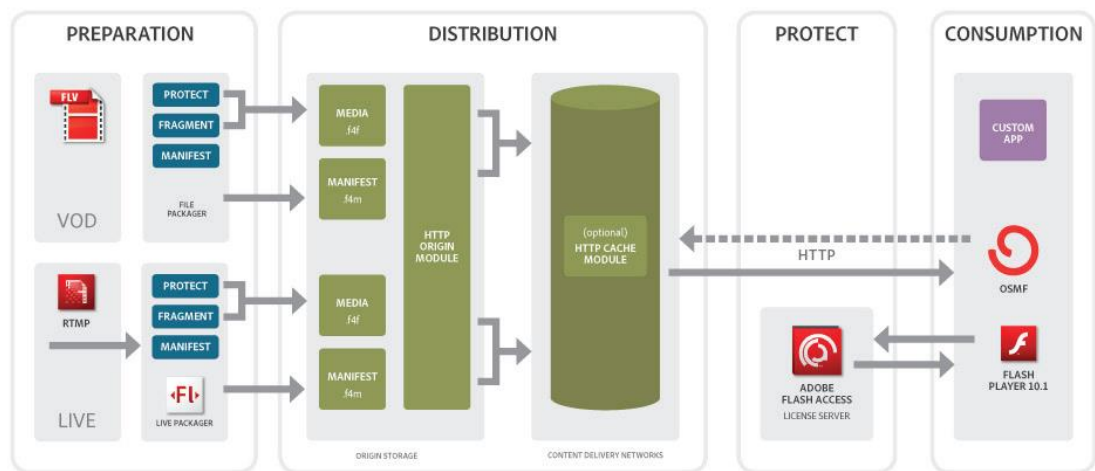 PREPARATION
DISTRIBUTION
PROTECT
CONSUMPTION
FLV
VOD
PROTECT
FRAGMENT
MANIFEST
FILE
PACKAGER
RTMP
LIVE
PROTECT
FRAGMENT
MANIFEST
Fl
LIVE PACKAGER
MEDIA
.f4f
MANIFEST
.f4m
MEDIA
.f4f
MANIFEST
.f4m
HTTP
ORIGIN
MODULE
ORIGIN STORAGE
(optional)
HTTP CACHE
MODULE
CONTENT DELIVERY NETWORKS
HTTP
ADOBE
FLASH ACCESS
LICENSE SERVER
CUSTOM
APP
OSMF
FLASH
PLAYER 10.1